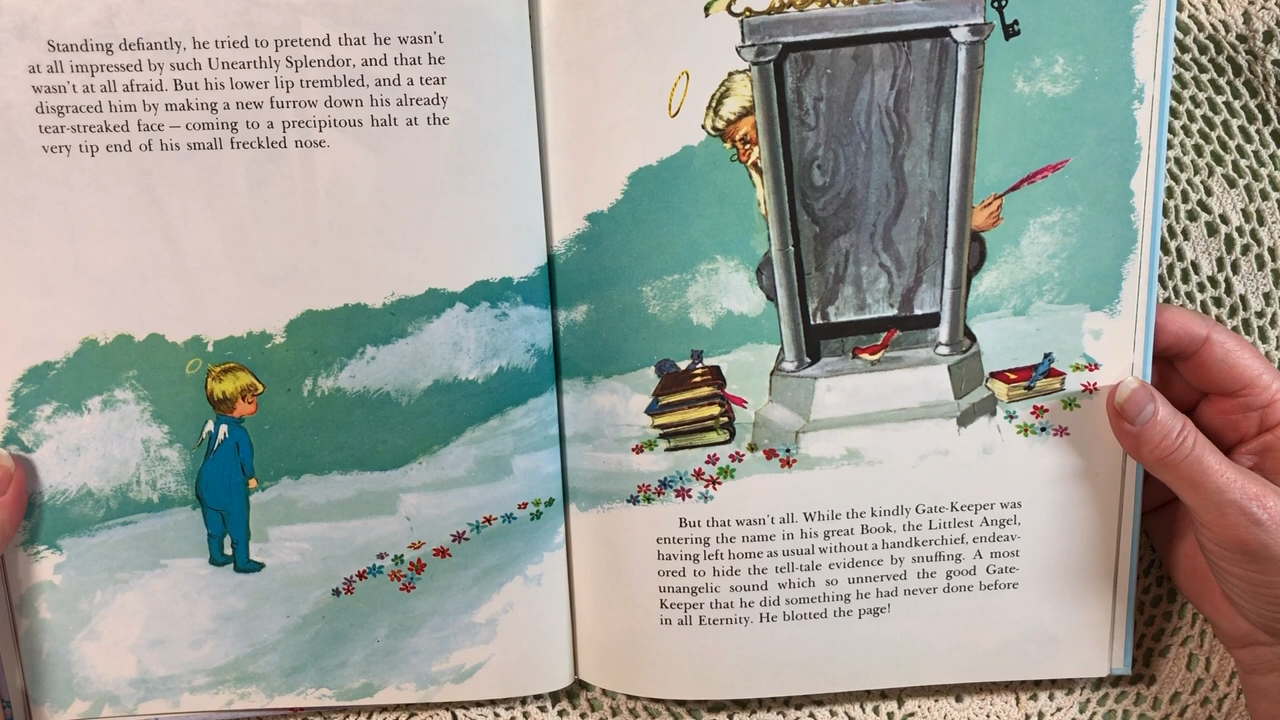 Standing defiantly, he tried to pretend that he wasn't
at all impressed by such Unearthly Splendor, and that he
wasn't at all afraid. But his lower lip trembled, and a tear
disgraced him by making a new furrow down his already
tear-streaked face — coming to a precipitous halt at the
very tip end of his small freckled nose.
But that wasn't all. While the kindly Gate-Keeper was
entering the name in his great Book, the Littlest Angel,
having left home as usual without a handkerchief, endeav-
ored to hide the tell-tale evidence by snuffing. A most
unangelic sound which so unnerved the good Gate-
Keeper that he did something he had never done before
in all Eternity. He blotted the page!